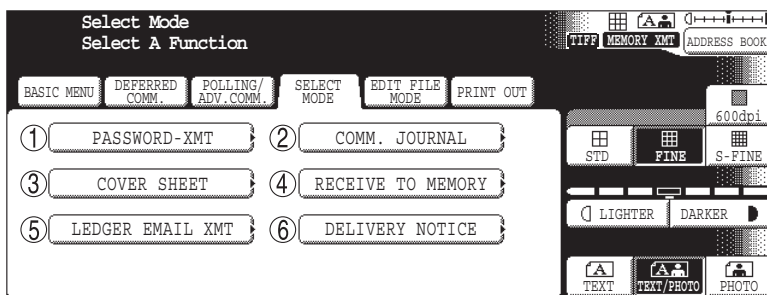 Select Mode
Select A Function
TIFF MEMORY XMT ADDRESS BOOK
BASIC MENU DEFERRED COMM. POLLING/ADV.COMM. SELECT MODE EDIT FILE MODE PRINT OUT
600dpi
① PASSWORD-XMT ② COMM. JOURNAL
STD FINE S-FINE
③ COVER SHEET ④ RECEIVE TO MEMORY
LIGHTER DARKER
⑤ LEDGER EMAIL XMT ⑥ DELIVERY NOTICE
A A A
TEXT TEXT/PHOTO PHOTO